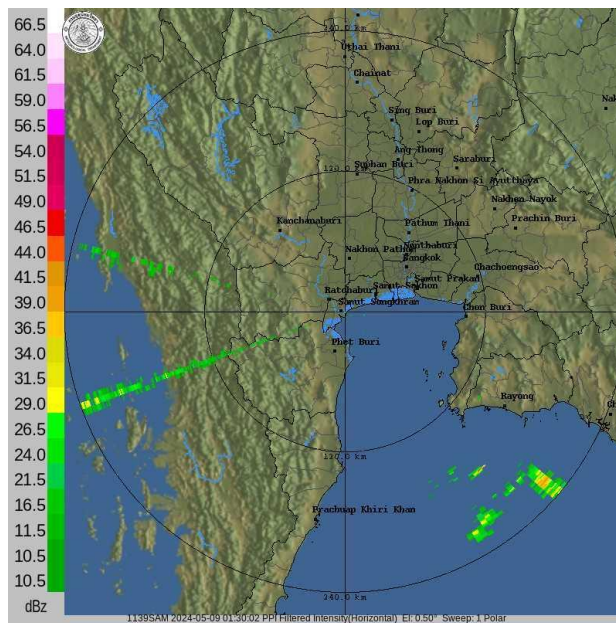 66.5
64.0
61.5
59.0
56.5
54.0
51.5
49.0
46.5
44.0
41.5
39.0
36.5
34.0
31.5
29.0
26.5
24.0
21.5
16.5
11.5
15.5
10.5
10.5
dBz
240.0 km
Uthai Thani
Chainat
Sing Buri
Lop Buri
Nak
Ang Thong
Suphan Buri
Saraburi
120.0 km
Phra Nakhon Si Ayutthaya
Nakhon Nayok
Prachin Buri
Kanchanaburi
Pathum Thani
Nonthaburi
Nakhon Pathom
Bangkok
Chachoengsao
Samut Prakan
Samut Sakhon
Ratchaburi
Samut Songkhram
Chon Buri
Phet Buri
Rayong
Ch
120.0 km
Prachuap Khiri Khan
240.0 km
1139SAM 2024-05-09 01:30:02 PPI Filtered Intensity(Horizontal) El: 0.50° Sweep: 1 Polar